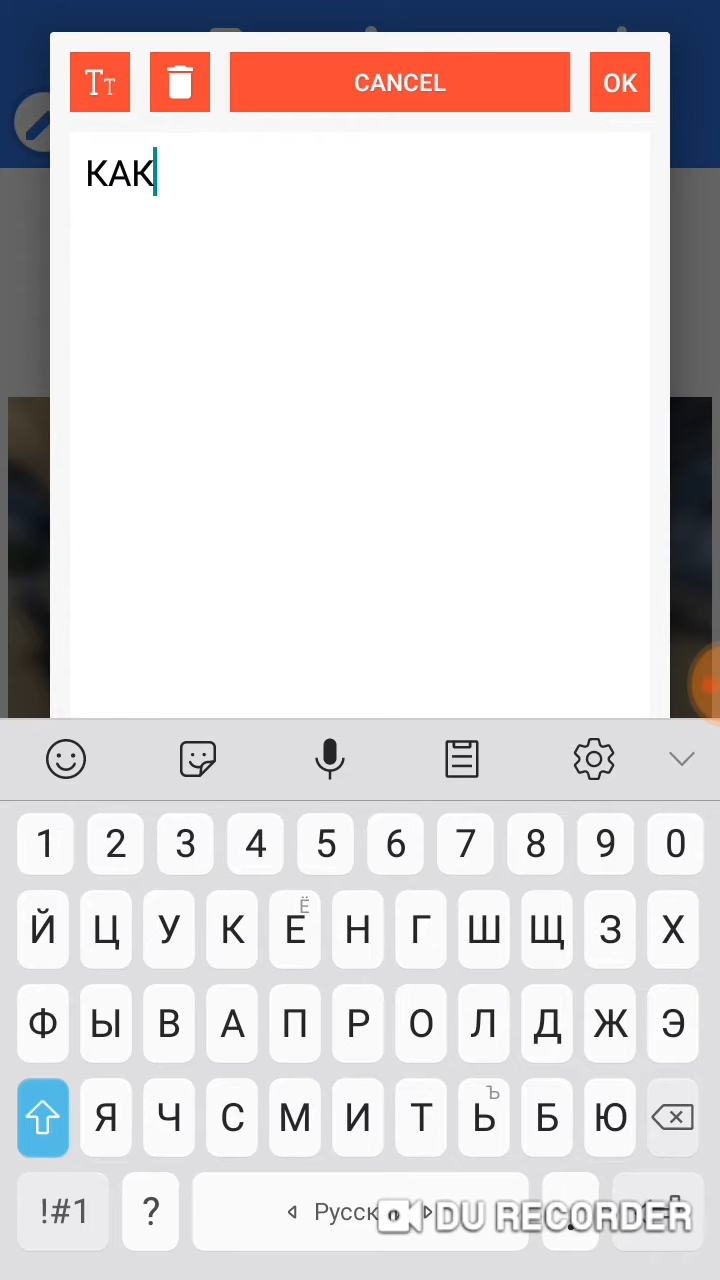 Tт CANCEL OK
КАК
1 2 3 4 5 6 7 8 9 0
Ё
Й Ц У К Е Н Г Ш Щ З Х
Ф Ы В А П Р О Л Д Ж Э
Ъ
Я Ч С М И Т Ь Б Ю
!#1 ? .
DU RECORDER